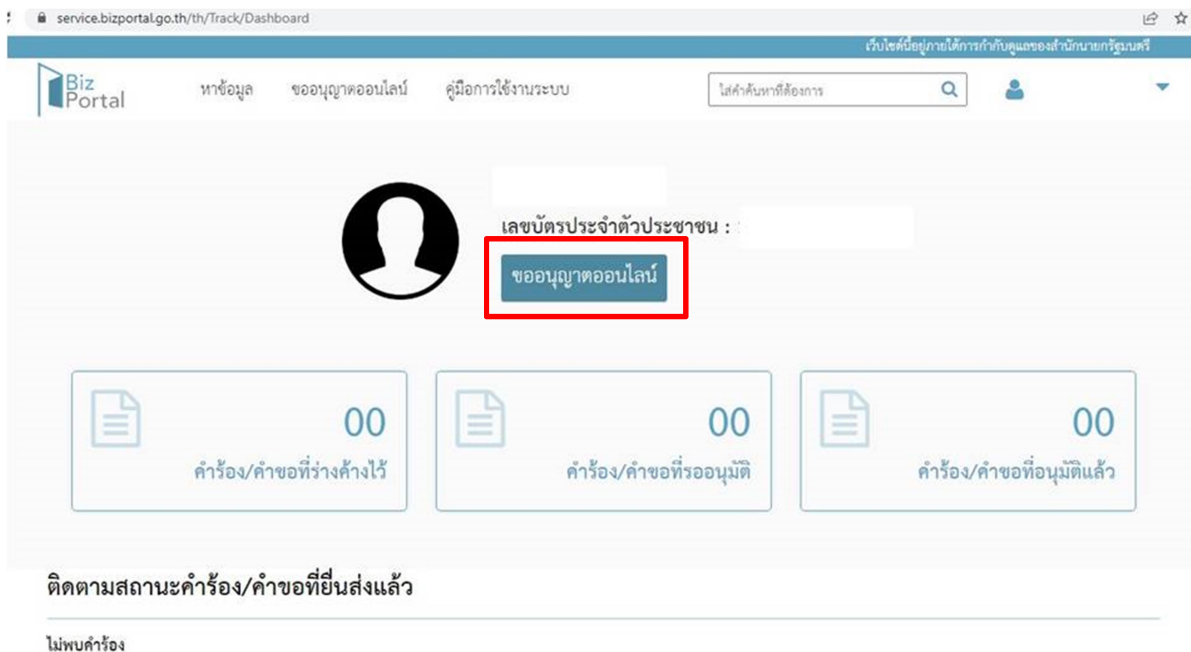 service.bizportal.go.th/th/Track/Dashboard
เว็บไซต์นี้อยู่ภายใต้การกำกับดูแลของสำนักนายกรัฐมนตรี
Biz Portal
หาข้อมูล ขออนุญาตออนไลน์ คู่มือการใช้งานระบบ ใส่คำค้นหาที่ต้องการ
เลขบัตรประจำตัวประชาชน :
ขออนุญาตออนไลน์
00 00 00
คำร้อง/คำขอที่ร่างค้างไว้ คำร้อง/คำขอที่รออนุมัติ คำร้อง/คำขอที่อนุมัติแล้ว
ติดตามสถานะคำร้อง/คำขอที่ยื่นส่งแล้ว
ไม่พบคำร้อง